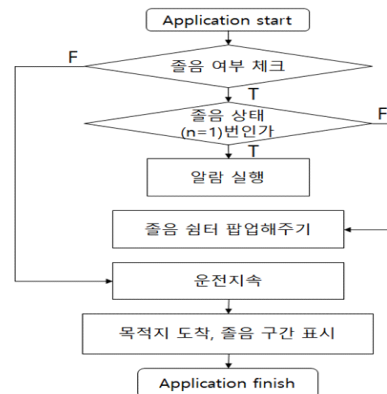 Application start
F
졸음 여부 체크
T
졸음 상태
(n=1)번인가
F
T
알람 실행
졸음 쉼터 팝업해주기
운전지속
목적지 도착, 졸음 구간 표시
Application finish